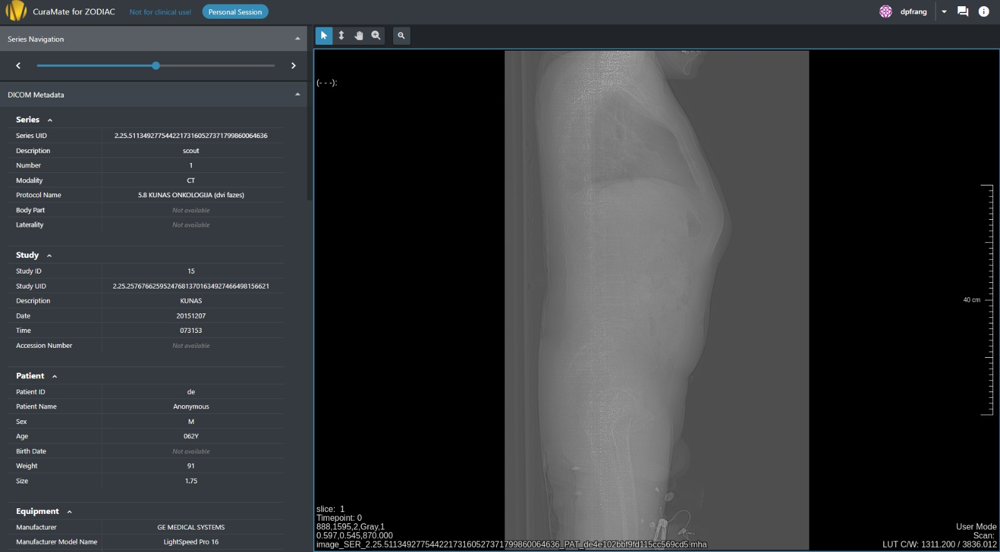 CuraMate for ZODIAC Not for clinical use! Personal Session dpfrang
Series Navigation
DICOM Metadata
Series
Series UID 2.25.51134927754422173160527371799860064636
Description scout
Number 1
Modality CT
Protocol Name 5.8 KUNAS ONKOLOGIJA (dvi fazes)
Body Part Not available
Laterality Not available
Study
Study ID 15
Study UID 2.25.257676625952476813701634927466498156621
Description KUNAS
Date 20151207
Time 073153
Accession Number Not available
Patient
Patient ID de
Patient Name Anonymous
Sex M
Age 062Y
Birth Date Not available
Weight 91
Size 1.75
Equipment
Manufacturer GE MEDICAL SYSTEMS
Manufacturer Model Name LightSpeed Pro 16
(- - -):
40 cm
slice: 1
Timepoint: 0
888,1595,2,Gray,1
0.597,0.545,870.000
image_SER_2.25.51134927754422173160527371799860064636_PAT_de4e102bbf9fd115cc569cd5.mha
User Mode
Scan:
LUT C/W: 1311.200 / 3836.012